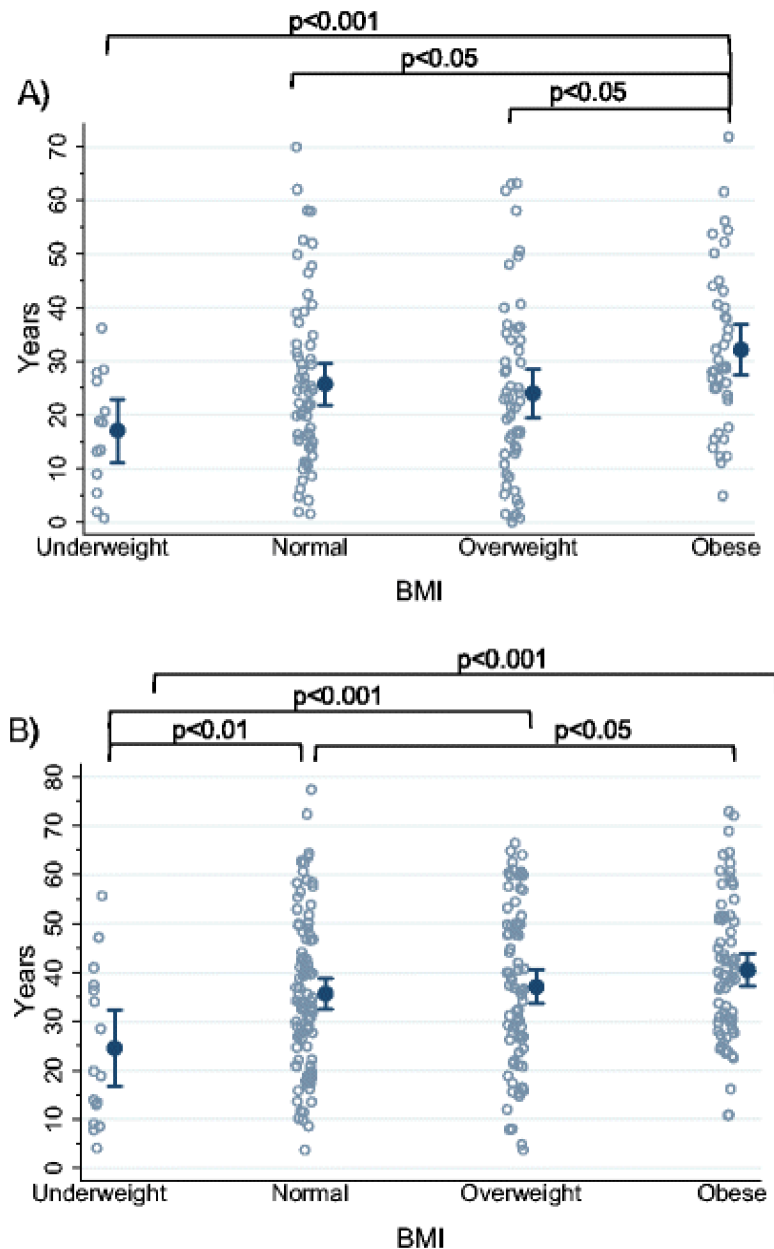 p<0.001
p<0.05
A)
p<0.05
70
60
50
40
30
20
10
0
Years
Underweight Normal Overweight Obese
BMI
p<0.001
p<0.001
B)
p<0.01 p<0.05
80
70
60
50
40
30
20
10
0
Years
Underweight Normal Overweight Obese
BMI